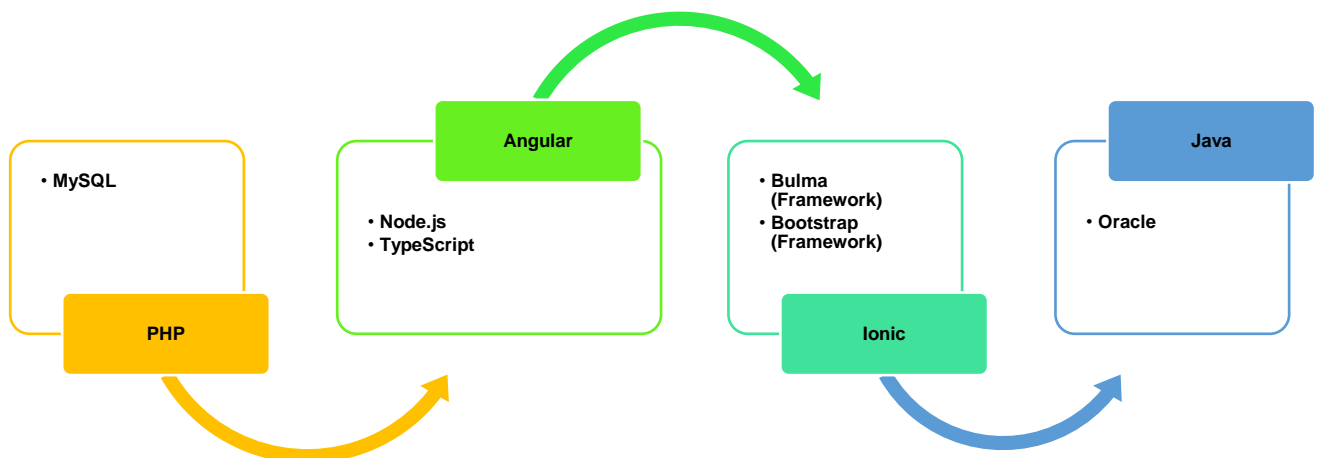 • MySQL
PHP
Angular
• Node.js
• TypeScript
• Bulma
(Framework)
• Bootstrap
(Framework)
Ionic
Java
• Oracle